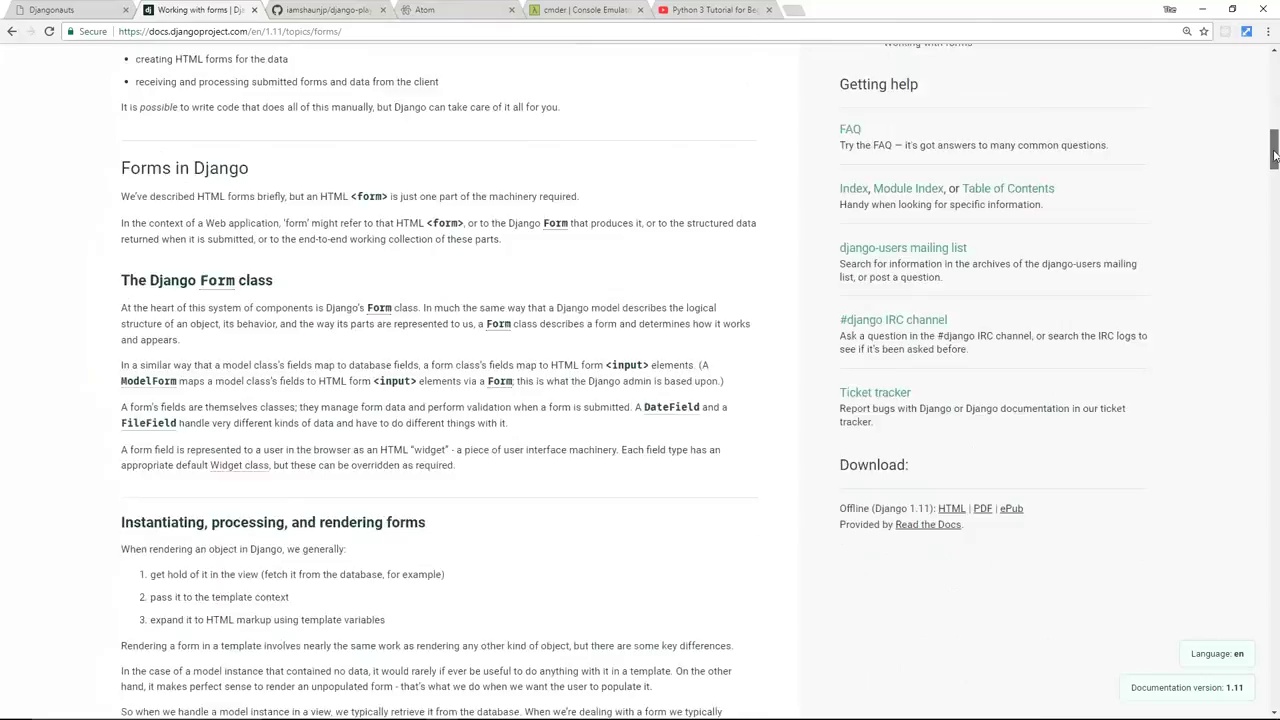 Djangonauts
Working with forms | Dj
iamshaunjp/django-pla
Atom
cmder | Console Emulat
Python 3 Tutorial for Be
The
Secure
https://docs.djangoproject.com/en/1.11/topics/forms/
creating HTML forms for the data
receiving and processing submitted forms and data from the client
It is possible to write code that does all of this manually, but Django can take care of it all for you.
Forms in Django
We've described HTML forms briefly, but an HTML <form> is just one part of the machinery required.
In the context of a Web application, 'form' might refer to that HTML <form>, or to the Django Form that produces it, or to the structured data
returned when it is submitted, or to the end-to-end working collection of these parts.
The Django Form class
At the heart of this system of components is Django's Form class. In much the same way that a Django model describes the logical
structure of an object, its behavior, and the way its parts are represented to us, a Form class describes a form and determines how it works
and appears.
In a similar way that a model class's fields map to database fields, a form class's fields map to HTML form <input> elements. (A
ModelForm maps a model class's fields to HTML form <input> elements via a Form; this is what the Django admin is based upon.)
A form's fields are themselves classes; they manage form data and perform validation when a form is submitted. A DateField and a
FileField handle very different kinds of data and have to do different things with it.
A form field is represented to a user in the browser as an HTML "widget" - a piece of user interface machinery. Each field type has an
appropriate default Widget class, but these can be overridden as required.
Instantiating, processing, and rendering forms
When rendering an object in Django, we generally:
1. get hold of it in the view (fetch it from the database, for example)
2. pass it to the template context
3. expand it to HTML markup using template variables
Rendering a form in a template involves nearly the same work as rendering any other kind of object, but there are some key differences.
In the case of a model instance that contained no data, it would rarely if ever be useful to do anything with it in a template. On the other
hand, it makes perfect sense to render an unpopulated form - that's what we do when we want the user to populate it.
So when we handle a model instance in a view, we typically retrieve it from the database. When we're dealing with a form we typically
Working with forms
Getting help
FAQ
Try the FAQ — it's got answers to many common questions.
Index, Module Index, or Table of Contents
Handy when looking for specific information.
django-users mailing list
Search for information in the archives of the django-users mailing
list, or post a question.
#django IRC channel
Ask a question in the #django IRC channel, or search the IRC logs to
see if it's been asked before.
Ticket tracker
Report bugs with Django or Django documentation in our ticket
tracker.
Download:
Offline (Django 1.11): HTML | PDF | ePub
Provided by Read the Docs.
Language: en
Documentation version: 1.11